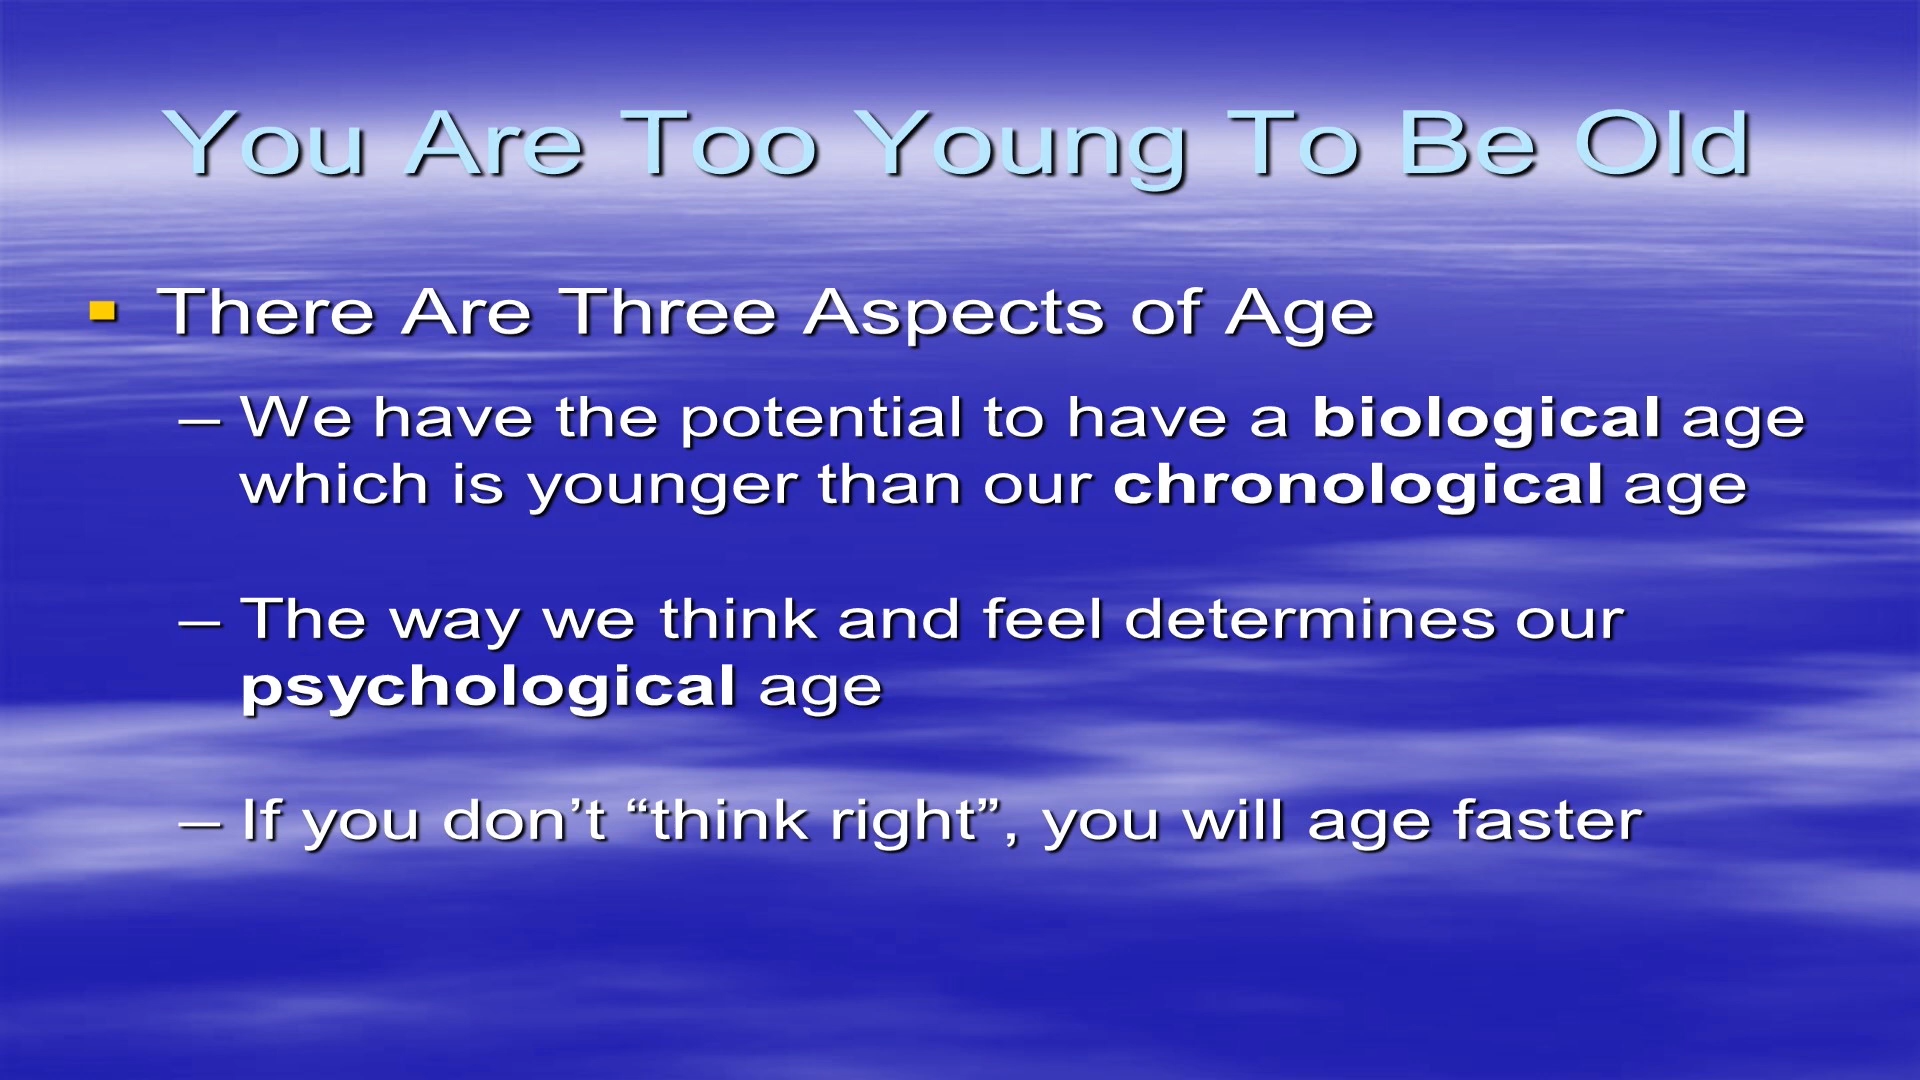 You Are Too Young To Be Old
There Are Three Aspects of Age
– We have the potential to have a biological age
which is younger than our chronological age
– The way we think and feel determines our
psychological age
– If you don’t “think right”, you will age faster